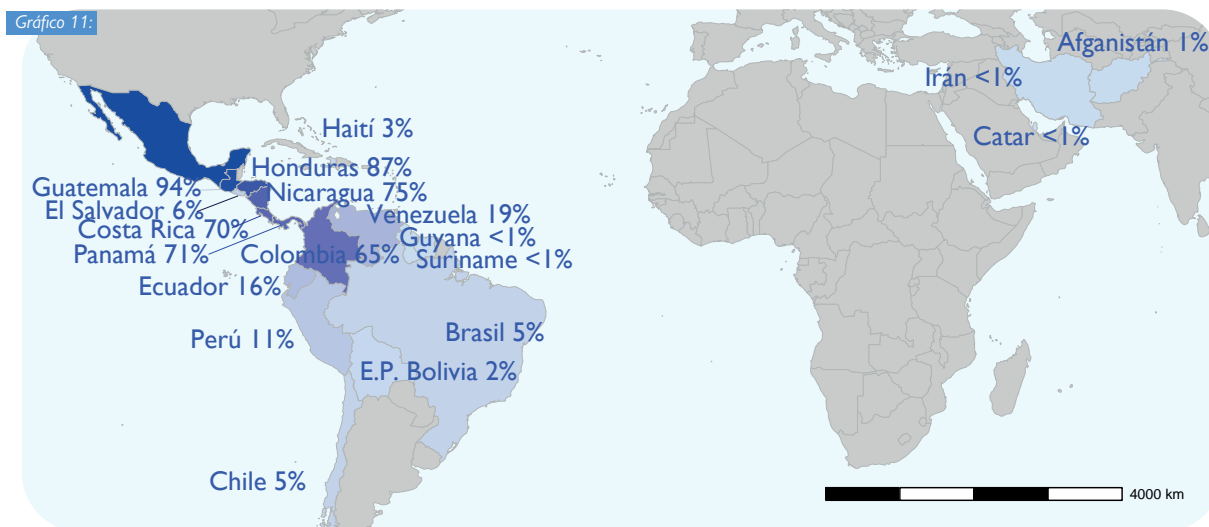 Gráfico 11:
Afganistán 1%
Irán <1%
Haití 3%
Catar <1%
Honduras 87%
Guatemala 94%
Nicaragua 75%
El Salvador 6%
Venezuela 19%
Costa Rica 70%
Guyana <1%
Panamá 71%
Colombia 65%
Suriname <1%
Ecuador 16%
Perú 11%
Brasil 5%
E.P. Bolivia 2%
Chile 5%
4000 km